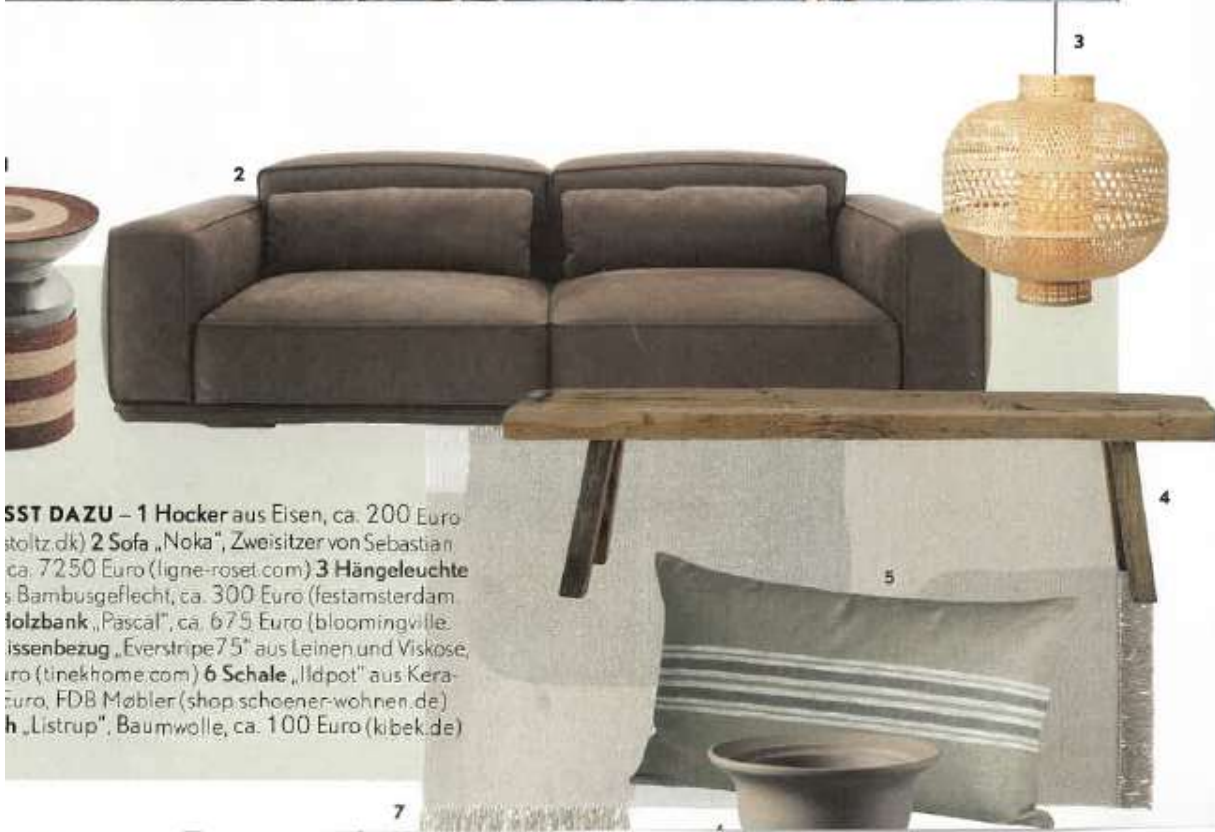 3
2
SST DAZU – 1 Hocker aus Eisen, ca. 200 Euro
stoltz.dk) 2 Sofa „Noka“, Zweisitzer von Sebastian
ca. 7250 Euro (ligne-roset.com) 3 Hängeleuchte
s Bambusgeflecht, ca. 300 Euro (festamsterdam.
Holzbank „Pascal“, ca. 675 Euro (bloomingville.
issenbezug „Everstripe75“ aus Leinen und Viskose,
uro (tinekhome.com) 6 Schale „Ildpot“ aus Kera-
Euro, FDB Møbler (shop.schoener-wohnen.de)
h „Listrup“, Baumwolle, ca. 100 Euro (kibek.de)
4
5
7